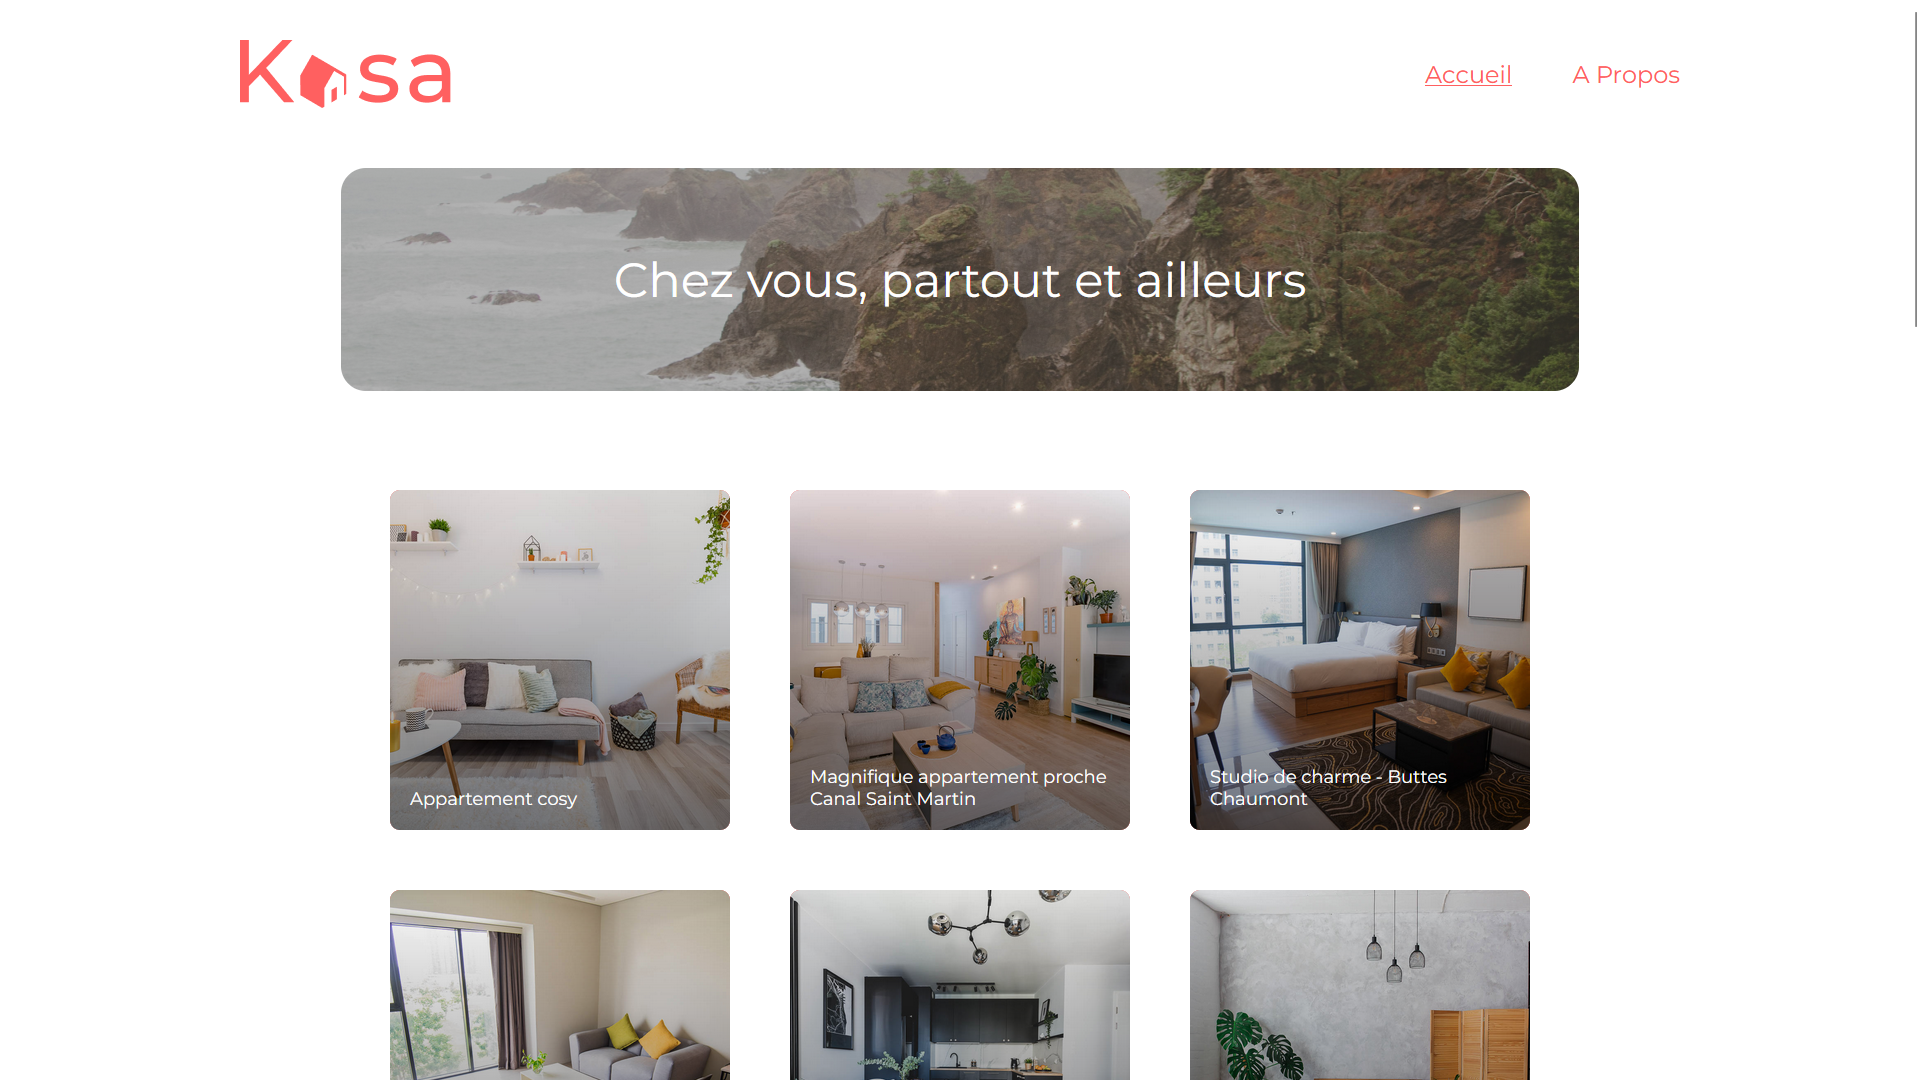 Kasa
Accueil
A Propos
Chez vous, partout et ailleurs
Appartement cosy
Magnifique appartement proche
Canal Saint Martin
Studio de charme - Buttes
Chaumont